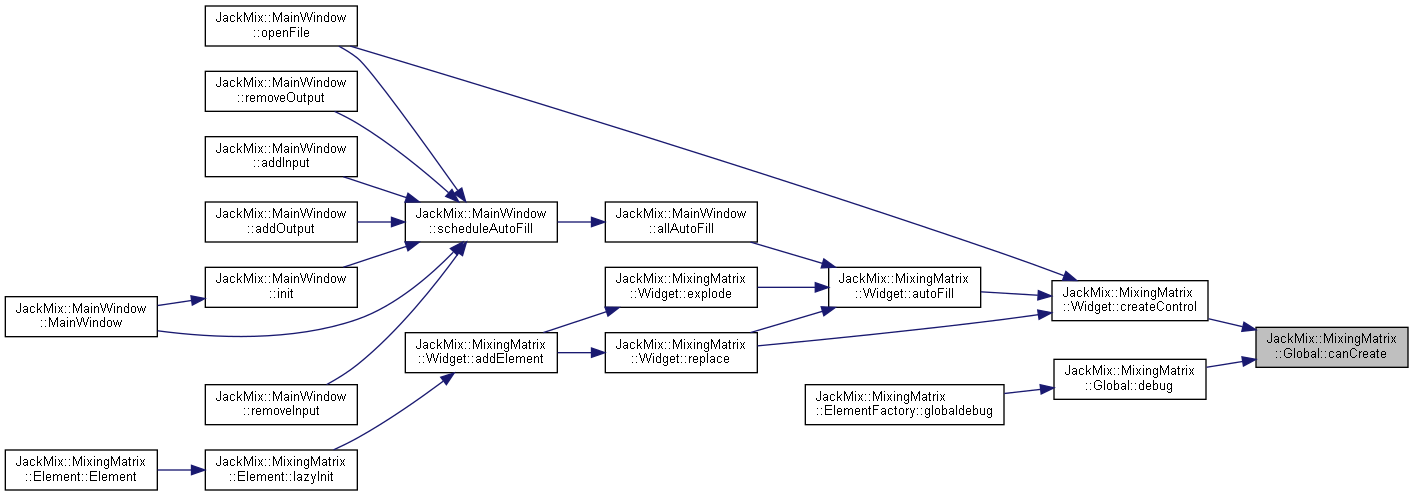 JackMix::MainWindow
::openFile
JackMix::MainWindow
::removeOutput
JackMix::MainWindow
::addInput
JackMix::MainWindow
::addOutput
JackMix::MainWindow
::scheduleAutoFill
JackMix::MainWindow
::allAutoFill
JackMix::MainWindow
::init
JackMix::MixingMatrix
::Widget::explode
JackMix::MixingMatrix
::Widget::autoFill
JackMix::MixingMatrix
::Widget::createControl
JackMix::MainWindow
::MainWindow
JackMix::MixingMatrix
::Widget::addElement
JackMix::MixingMatrix
::Widget::replace
JackMix::MixingMatrix
::Global::canCreate
JackMix::MixingMatrix
::Global::debug
JackMix::MainWindow
::removeInput
JackMix::MixingMatrix
::ElementFactory::globaldebug
JackMix::MixingMatrix
::Element::Element
JackMix::MixingMatrix
::Element::lazyInit